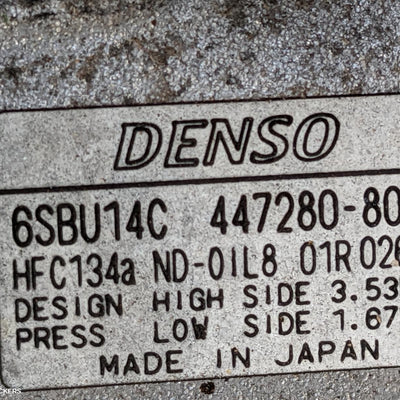 DENSO
6SBU14C 447280-80
HFC134a ND-OIL8 01R026
DESIGN HIGH SIDE 3.53
PRESS LOW SIDE 1.67
MADE IN JAPAN
CKERS